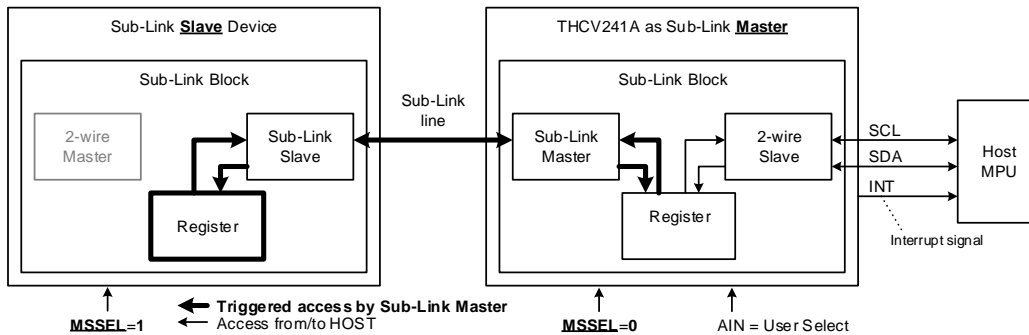 Sub-Link Slave Device
THCV241A as Sub-Link Master
Sub-Link Block
Sub-Link Block
Sub-Link
line
2-wire
Master
Sub-Link
Slave
Sub-Link
Master
2-wire
Slave
SCL
SDA
INT
Host
MPU
Register
Register
Interrupt signal
Triggered access by Sub-Link Master
Access from/to HOST
MSSEL=1
MSSEL=0
AIN = User Select